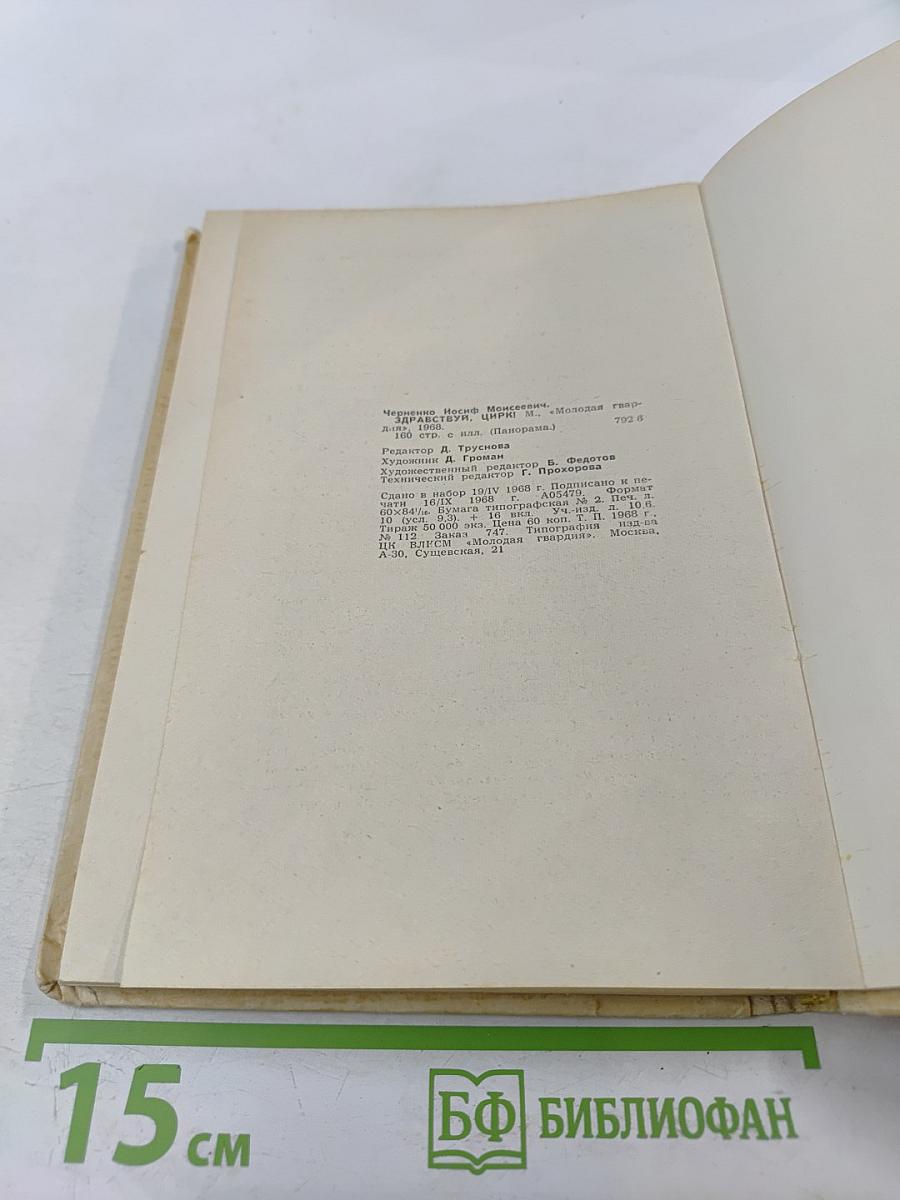 Черненко Иосиф Моисеевич.
ЗДРАВСТВУЙ, ЦИРК! М., «Молодая гвар-
дия», 1968.
160 стр. с илл. (Панорама.) 792 6
Редактор Д. Труснова
Художник Д. Громан
Художественный редактор Б. Федотов
Технический редактор Г. Прохорова
Сдано в набор 19/IV 1968 г. Подписано к пе-
чати 16/IX 1968 г. А05479. Формат
60×84¹/₁₆. Бумага типографская № 2. Печ. л.
10 (усл. 9,3). + 16 вкл. Уч.-изд. л. 10,6.
Тираж 50 000 экз. Цена 60 коп. Т. П. 1968 г.,
№ 112. Заказ 747. Типография изд-ва
ЦК ВЛКСМ «Молодая гвардия». Москва,
А-30, Сущевская, 21
15 см
БФ БИБЛИОФАН